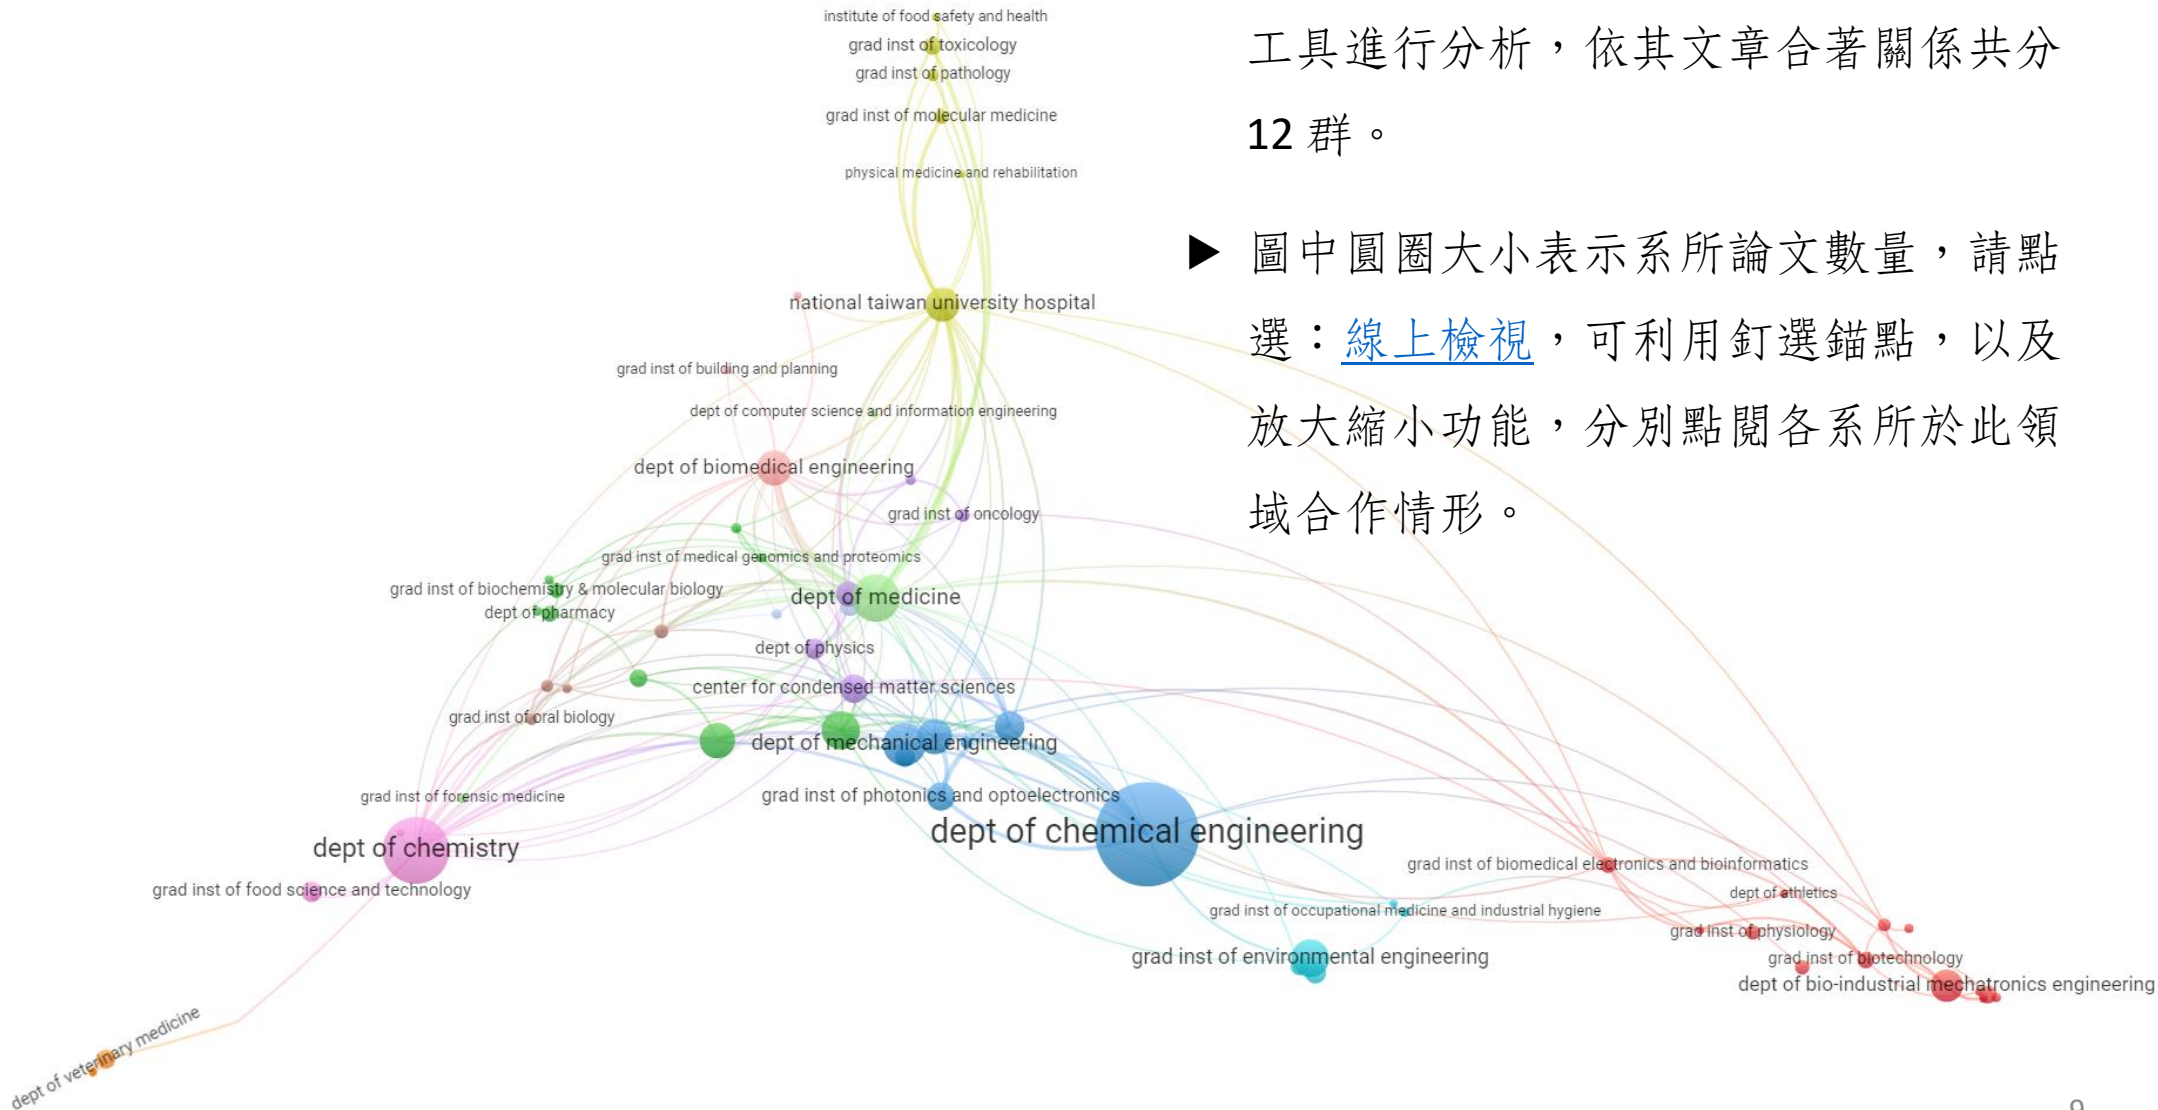 institute of food safety and health
grad inst of toxicology
grad inst of pathology
grad inst of molecular medicine
physical medicine and rehabilitation
national taiwan university hospital
grad inst of building and planning
dept of computer science and information engineering
dept of biomedical engineering
grad inst of oncology
grad inst of medical genomics and proteomics
grad inst of biochemistry & molecular biology
dept of medicine
dept of pharmacy
dept of physics
center for condensed matter sciences
grad inst of oral biology
dept of mechanical engineering
grad inst of forensic medicine
grad inst of photonics and optoelectronics
dept of chemical engineering
dept of chemistry
grad inst of biomedical electronics and bioinformatics
grad inst of food science and technology
dept of athletics
grad inst of occupational medicine and industrial hygiene
grad inst of physiology
grad inst of environmental engineering
grad inst of biotechnology
dept of bio-industrial mechatronics engineering
dept of veterinary medicine
工具進行分析，依其文章合著關係共分
12 群。
▶ 圖中圓圈大小表示系所論文數量，請點
選：線上檢視，可利用釘選錨點，以及
放大縮小功能，分別點閱各系所於此領
域合作情形。